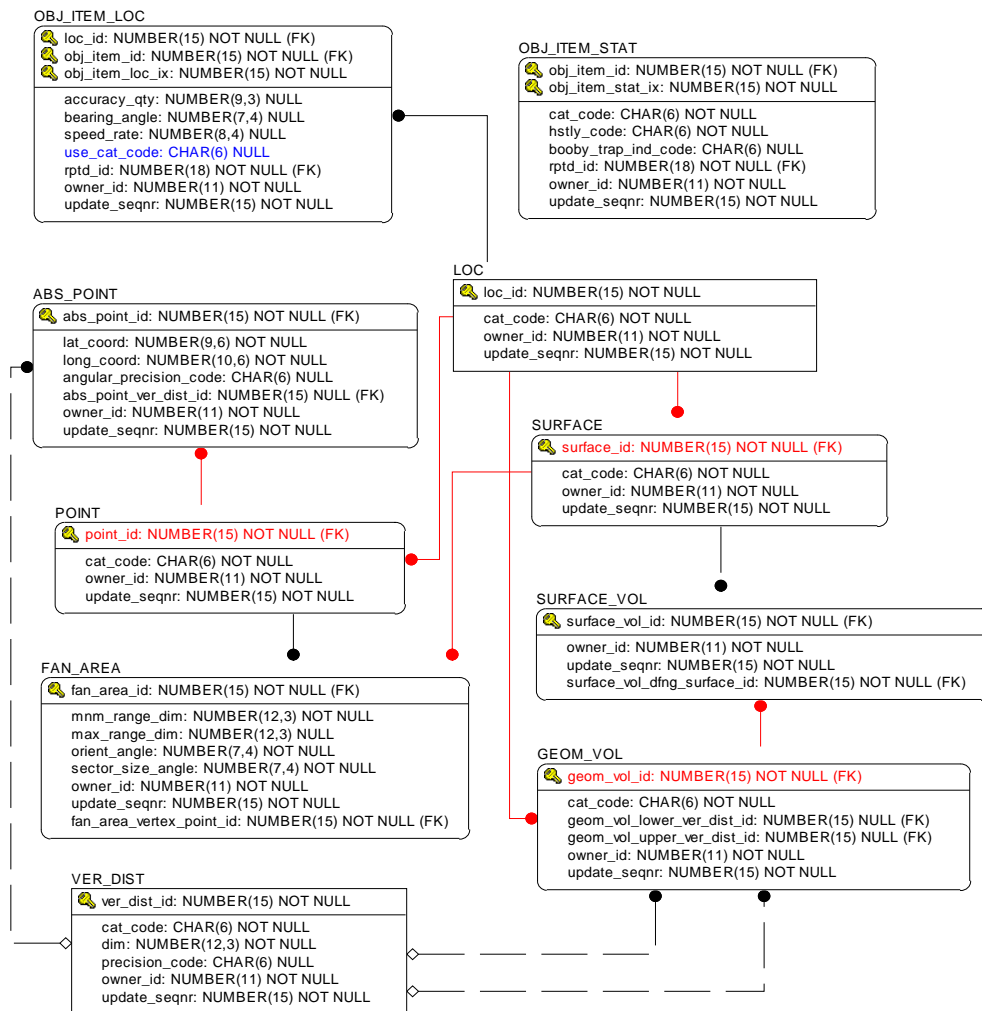 OBJ_ITEM_LOC
loc_id: NUMBER(15) NOT NULL (FK)
obj_item_id: NUMBER(15) NOT NULL (FK)
obj_item_loc_ix: NUMBER(15) NOT NULL
accuracy_qty: NUMBER(9,3) NULL
bearing_angle: NUMBER(7,4) NULL
speed_rate: NUMBER(8,4) NULL
use_cat_code: CHAR(6) NULL
rptd_id: NUMBER(18) NOT NULL (FK)
owner_id: NUMBER(11) NOT NULL
update_seqnr: NUMBER(15) NOT NULL
OBJ_ITEM_STAT
obj_item_id: NUMBER(15) NOT NULL (FK)
obj_item_stat_ix: NUMBER(15) NOT NULL
cat_code: CHAR(6) NOT NULL
hstly_code: CHAR(6) NOT NULL
booby_trap_ind_code: CHAR(6) NULL
rptd_id: NUMBER(18) NOT NULL (FK)
owner_id: NUMBER(11) NOT NULL
update_seqnr: NUMBER(15) NOT NULL
LOC
loc_id: NUMBER(15) NOT NULL
cat_code: CHAR(6) NOT NULL
owner_id: NUMBER(11) NOT NULL
update_seqnr: NUMBER(15) NOT NULL
ABS_POINT
abs_point_id: NUMBER(15) NOT NULL (FK)
lat_coord: NUMBER(9,6) NOT NULL
long_coord: NUMBER(10,6) NOT NULL
angular_precision_code: CHAR(6) NULL
abs_point_ver_dist_id: NUMBER(15) NULL (FK)
owner_id: NUMBER(11) NOT NULL
update_seqnr: NUMBER(15) NOT NULL
SURFACE
surface_id: NUMBER(15) NOT NULL (FK)
cat_code: CHAR(6) NOT NULL
owner_id: NUMBER(11) NOT NULL
update_seqnr: NUMBER(15) NOT NULL
POINT
point_id: NUMBER(15) NOT NULL (FK)
cat_code: CHAR(6) NOT NULL
owner_id: NUMBER(11) NOT NULL
update_seqnr: NUMBER(15) NOT NULL
SURFACE_VOL
surface_vol_id: NUMBER(15) NOT NULL (FK)
owner_id: NUMBER(11) NOT NULL
update_seqnr: NUMBER(15) NOT NULL
surface_vol_dfng_surface_id: NUMBER(15) NOT NULL (FK)
FAN_AREA
fan_area_id: NUMBER(15) NOT NULL (FK)
mnm_range_dim: NUMBER(12,3) NOT NULL
max_range_dim: NUMBER(12,3) NULL
orient_angle: NUMBER(7,4) NOT NULL
sector_size_angle: NUMBER(7,4) NOT NULL
owner_id: NUMBER(11) NOT NULL
update_seqnr: NUMBER(15) NOT NULL
fan_area_vertex_point_id: NUMBER(15) NOT NULL (FK)
GEOM_VOL
geom_vol_id: NUMBER(15) NOT NULL (FK)
cat_code: CHAR(6) NOT NULL
geom_vol_lower_ver_dist_id: NUMBER(15) NULL (FK)
geom_vol_upper_ver_dist_id: NUMBER(15) NULL (FK)
owner_id: NUMBER(11) NOT NULL
update_seqnr: NUMBER(15) NOT NULL
VER_DIST
ver_dist_id: NUMBER(15) NOT NULL
cat_code: CHAR(6) NOT NULL
dim: NUMBER(12,3) NOT NULL
precision_code: CHAR(6) NULL
owner_id: NUMBER(11) NOT NULL
update_seqnr: NUMBER(15) NOT NULL